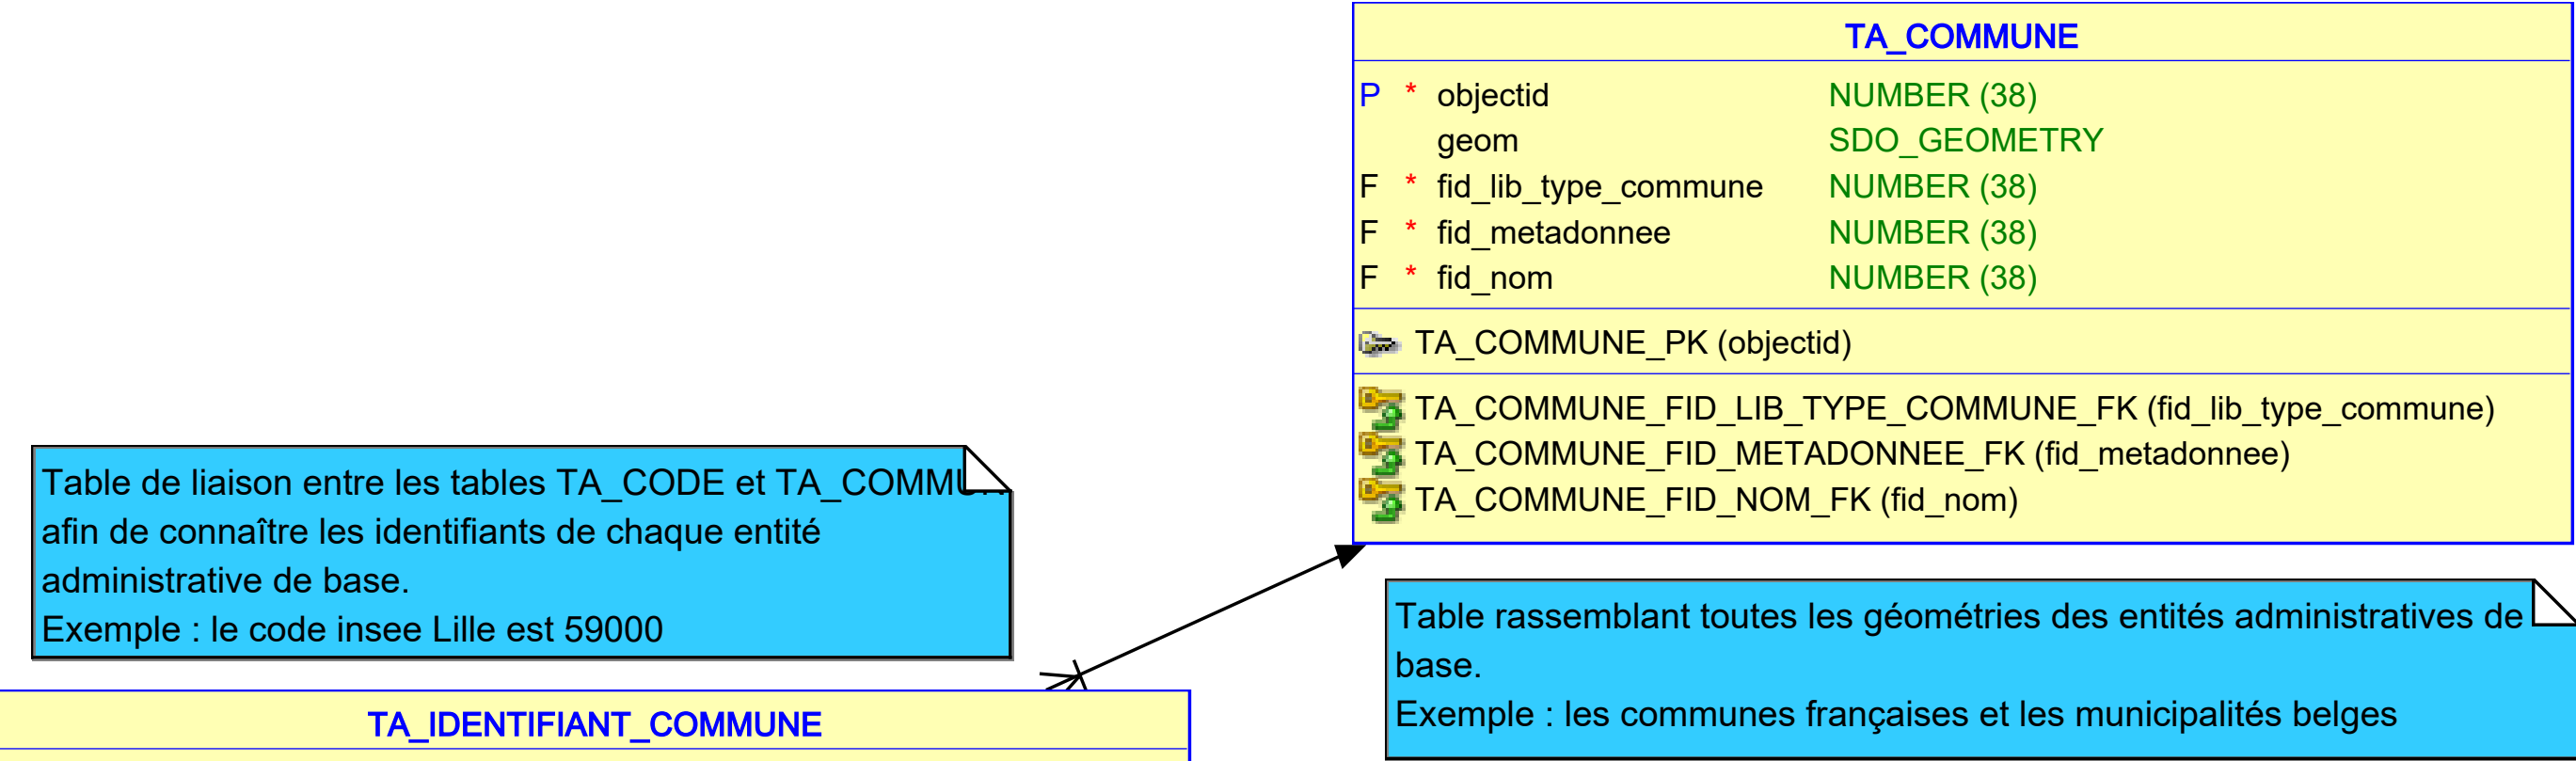 TA_COMMUNE
P * objectid NUMBER (38)
geom SDO_GEOMETRY
F * fid_lib_type_commune NUMBER (38)
F * fid_metadonnee NUMBER (38)
F * fid_nom NUMBER (38)
TA_COMMUNE_PK (objectid)
TA_COMMUNE_FID_LIB_TYPE_COMMUNE_FK (fid_lib_type_commune)
TA_COMMUNE_FID_METADONNEE_FK (fid_metadonnee)
TA_COMMUNE_FID_NOM_FK (fid_nom)
Table de liaison entre les tables TA_CODE et TA_COMMUN
afin de connaître les identifiants de chaque entité
administrative de base.
Exemple : le code insee Lille est 59000
Table rassemblant toutes les géométries des entités administratives de
base.
Exemple : les communes françaises et les municipalités belges
TA_IDENTIFIANT_COMMUNE